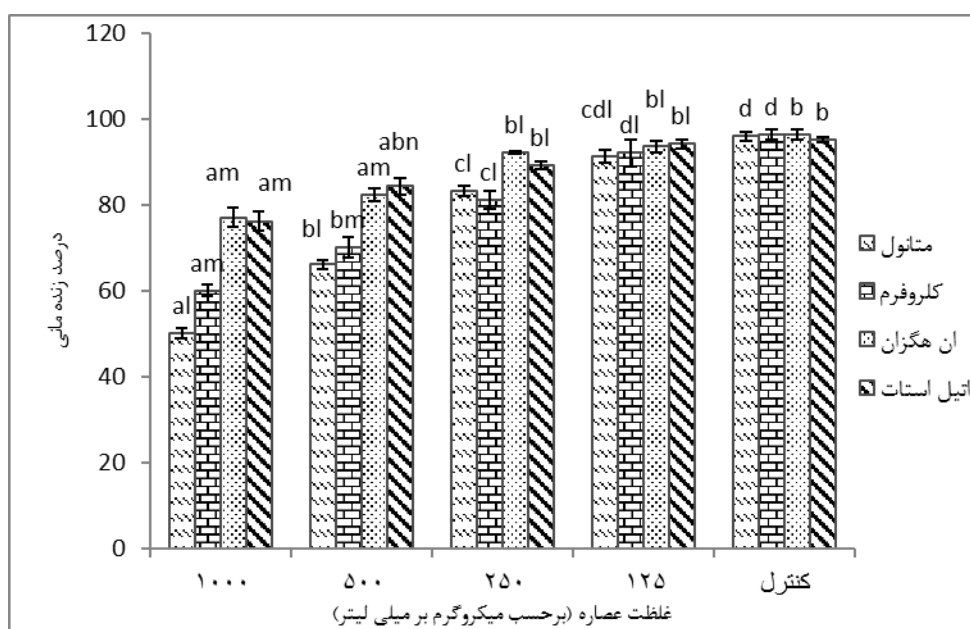 120
100
80
60
40
20
0
درصد زنده مانی
al am am am
bl bm am abn
cl cl bl bl
cdl dl bl bl
d d b b
۱۰۰۰ ۵۰۰ ۲۵۰ ۱۲۵ کنترل
غلظت عصاره (برحسب میکروگرم بر میلی لیتر)
متانول
کلروفرم
ان هگزان
اتیل استات